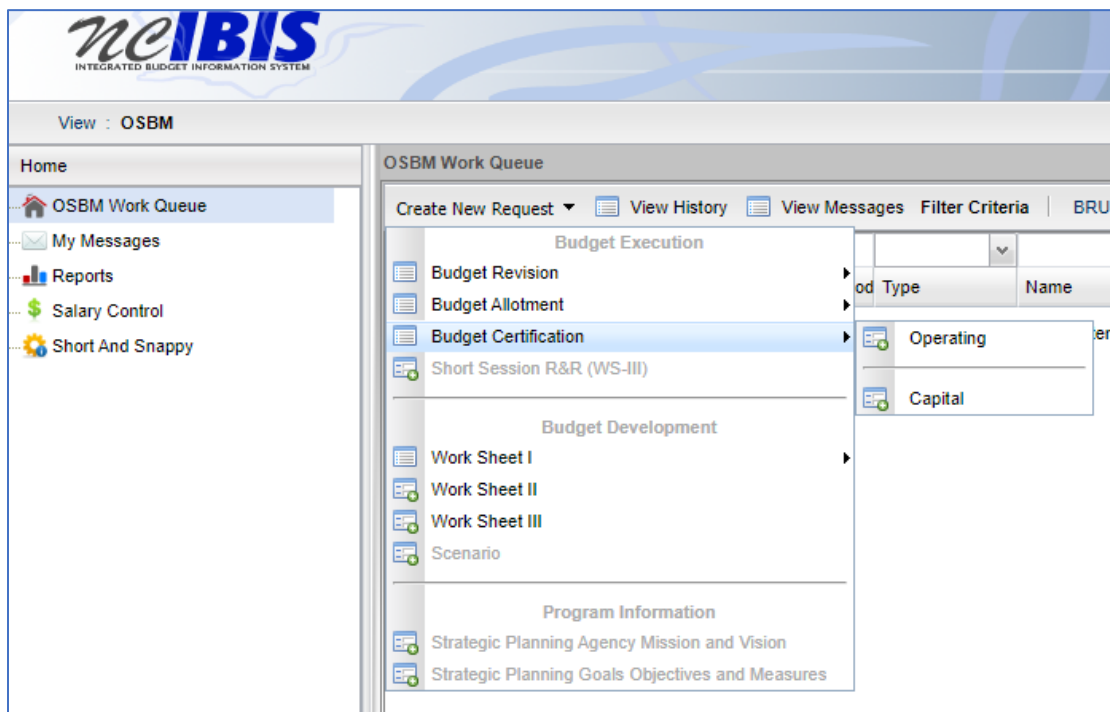 ncIBIS
INTEGRATED BUDGET INFORMATION SYSTEM
View : OSBM
Home
OSBM Work Queue
My Messages
Reports
Salary Control
Short And Snappy
OSBM Work Queue
Create New Request View History View Messages Filter Criteria BRU
od Type Name
Budget Execution
Budget Revision
Budget Allotment
Budget Certification
Short Session R&R (WS-III)
Budget Development
Work Sheet I
Work Sheet II
Work Sheet III
Scenario
Program Information
Strategic Planning Agency Mission and Vision
Strategic Planning Goals Objectives and Measures
Operating
Capital